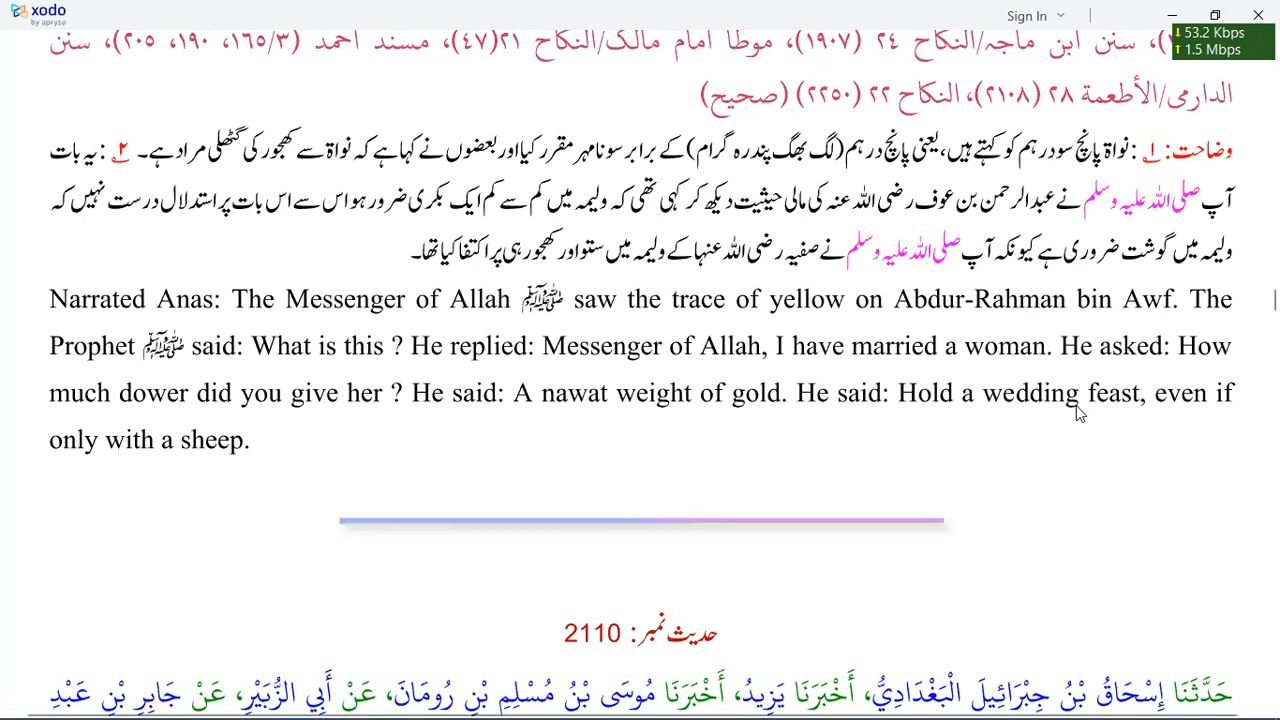 xodo
by apryse
Sign In
53.2 Kbps
1.5 Mbps
، سنن ابن ماجہ/النکاح ۲۴ (۱۹۰۷)، موطا امام مالک/النکاح ۲۱(۴۷)، مسند احمد (۳/۱۶۵، ۱۹۰، ۲۰۵)، سنن
الدارمی/الأطعمة ۲۸ (۲۱۰۸)، النکاح ۲۲ (۲۲۵۰) (صحیح)
وضاحت: ۱؎ : نواۃ پانچ سو درہم کو کہتے ہیں، یعنی پانچ درہم (لگ بھگ پندرہ گرام) کے برابر سونا مہر مقرر کیا اور بعضوں نے کہا ہے کہ نواۃ سے کھجور کی گٹھلی مراد ہے۔ ۲؎ : یہ بات
آپ صلی اللہ علیہ وسلم نے عبدالرحمن بن عوف رضی اللہ عنہ کی مالی حیثیت دیکھ کر کہی تھی کہ ولیمہ میں کم سے کم ایک بکری ضرور ہو اس سے اس بات پر استدلال درست نہیں کہ
ولیمہ میں گوشت ضروری ہے کیونکہ آپ صلی اللہ علیہ وسلم نے صفیہ رضی اللہ عنہا کے ولیمہ میں ستو اور کھجور ہی پر اکتفا کیا تھا۔
Narrated Anas: The Messenger of Allah ﷺ saw the trace of yellow on Abdur-Rahman bin Awf. The
Prophet ﷺ said: What is this ? He replied: Messenger of Allah, I have married a woman. He asked: How
much dower did you give her ? He said: A nawat weight of gold. He said: Hold a wedding feast, even if
only with a sheep.
حدیث نمبر: 2110
حَدَّثَنَا إِسْحَاقُ بْنُ جِبْرَائِيلَ الْبَغْدَادِيُّ، أَخْبَرَنَا يَزِيدُ، أَخْبَرَنَا مُوسَى بْنُ مُسْلِمِ بْنِ رُومَانَ، عَنْ أَبِي الزُّبَيْرِ، عَنْ جَابِرِ بْنِ عَبْدِ